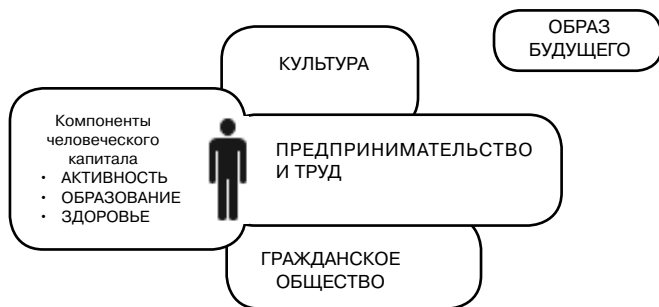 ОБРАЗ
БУДУЩЕГО
КУЛЬТУРА
Компоненты
человеческого
капитала
• АКТИВНОСТЬ
• ОБРАЗОВАНИЕ
• ЗДОРОВЬЕ
ПРЕДПРИНИМАТЕЛЬСТВО
И ТРУД
ГРАЖДАНСКОЕ
ОБЩЕСТВО